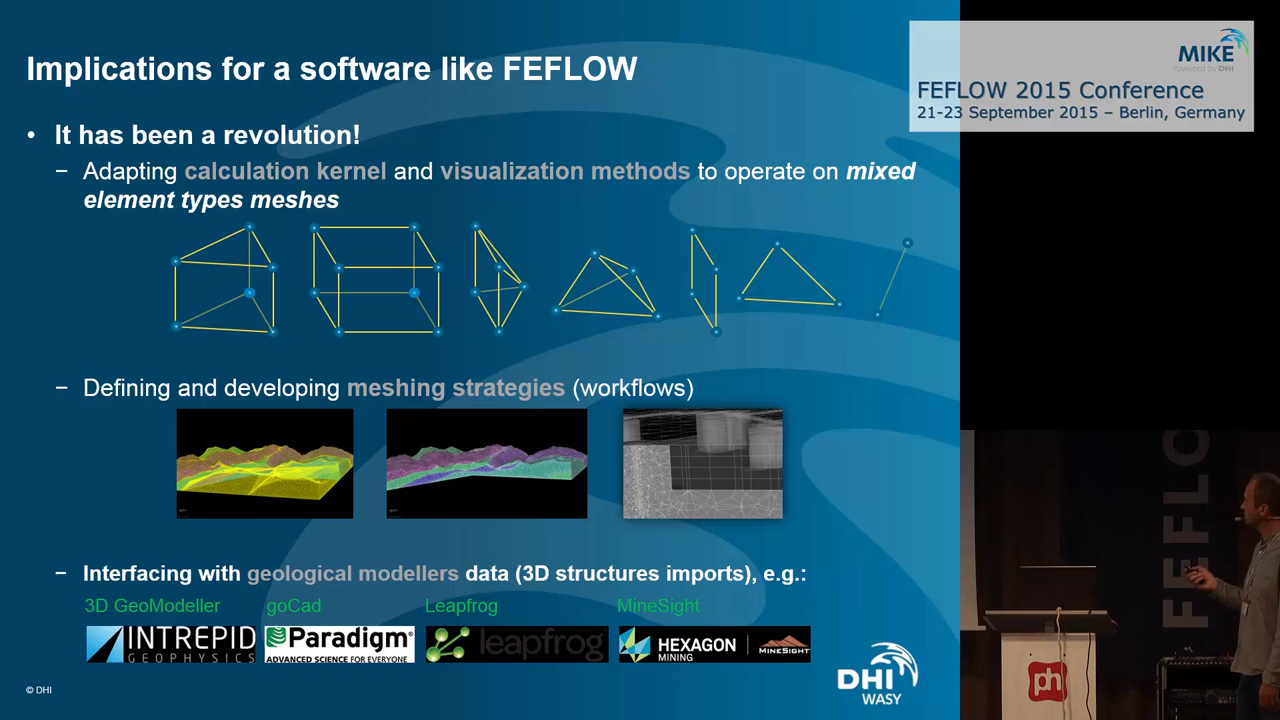 Implications for a software like FEFLOW
MIKE
Powered by DHI
FEFLOW 2015 Conference
21-23 September 2015 – Berlin, Germany
• It has been a revolution!
− Adapting calculation kernel and visualization methods to operate on mixed
element types meshes
− Defining and developing meshing strategies (workflows)
− Interfacing with geological modellers data (3D structures imports), e.g.:
3D GeoModeller goCad Leapfrog MineSight
INTREPID
GEOPHYSICS
Paradigm®
ADVANCED SCIENCE FOR EVERYONE
leapfrog
HEXAGON
MINING
MINESIGHT
DHI
WASY
© DHI
FEFLO
ph